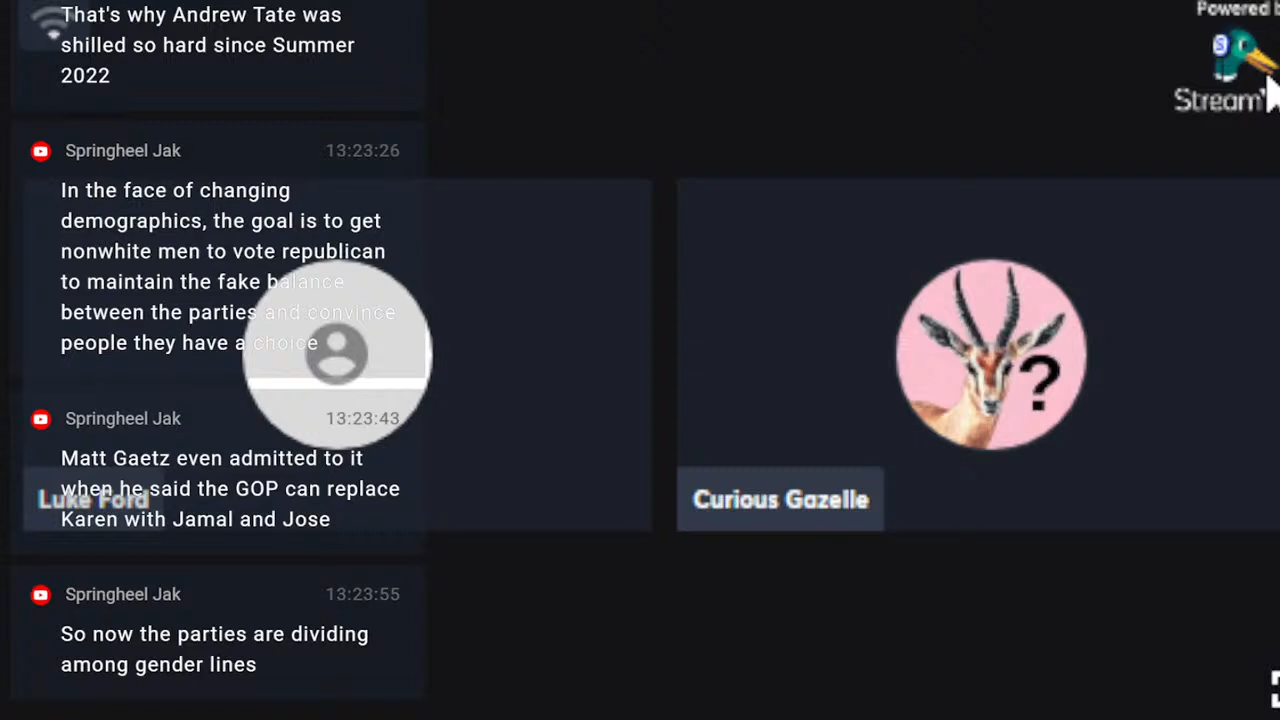 That's why Andrew Tate was
shilled so hard since Summer
2022
Springheel Jak 13:23:26
In the face of changing
demographics, the goal is to get
nonwhite men to vote republican
to maintain the fake balance
between the parties and convince
people they have a choice
Springheel Jak 13:23:43
Matt Gaetz even admitted to it
when he said the GOP can replace
Karen with Jamal and Jose
Springheel Jak 13:23:55
So now the parties are dividing
among gender lines
Luke Ford
?
Curious Gazelle
Powered
S
Stream